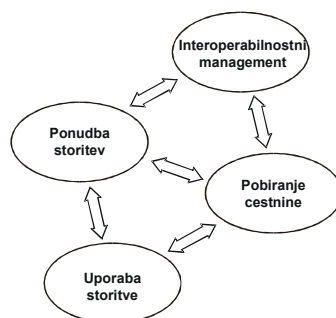 Interoperabilnostni
management
Ponudba
storitev
Pobiranje
cestnine
Uporaba
storitve